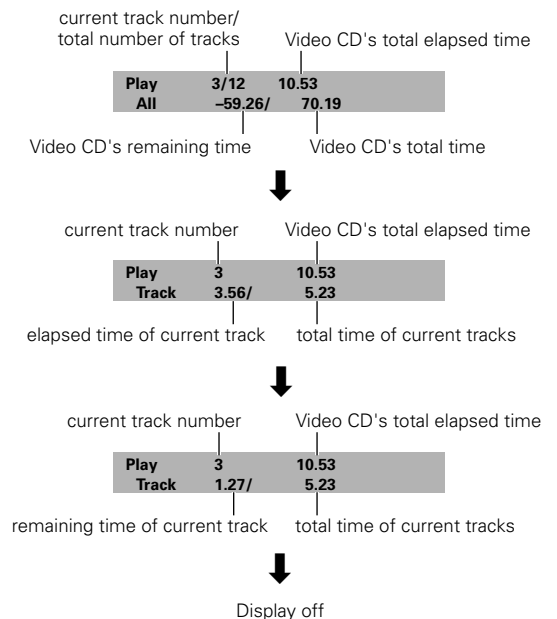 current track number/
total number of tracks
Video CD's total elapsed time
Play 3/12 10.53
All –59.26/ 70.19
Video CD's remaining time
Video CD's total time
current track number
Video CD's total elapsed time
Play 3 10.53
Track 3.56/ 5.23
elapsed time of current track
total time of current tracks
current track number
Video CD's total elapsed time
Play 3 10.53
Track 1.27/ 5.23
remaining time of current track
total time of current tracks
Display off